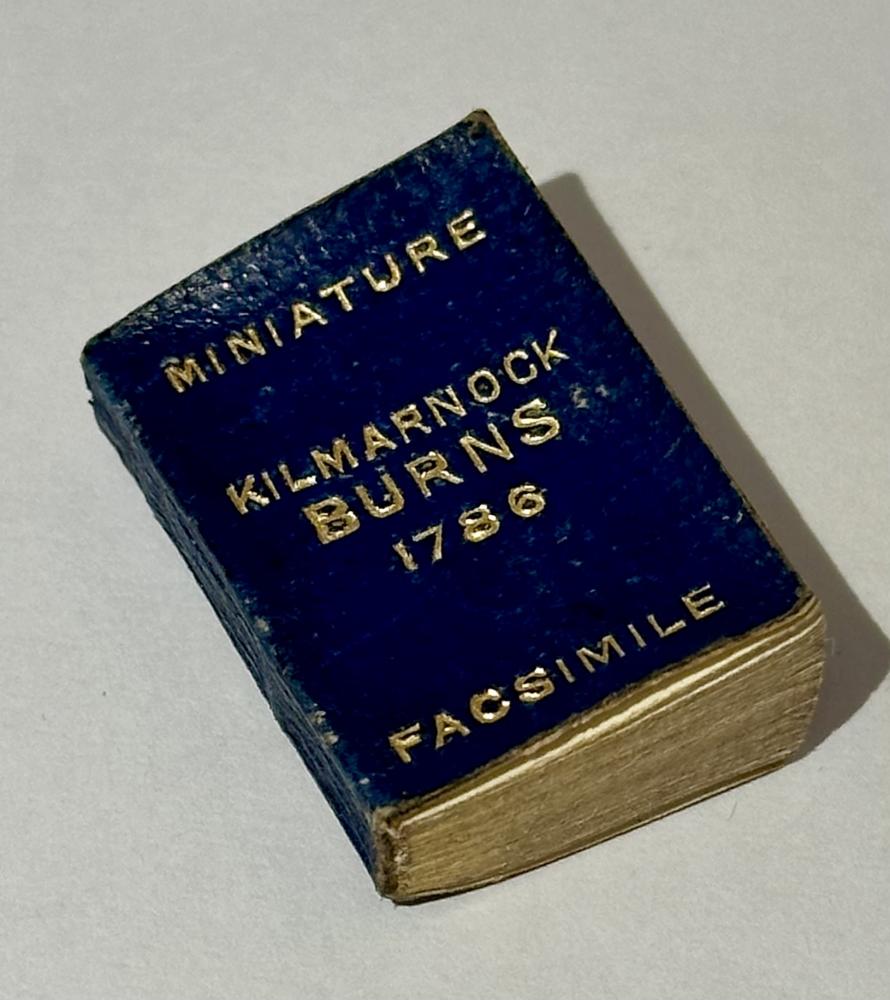 MINIATURE
KILMARNOCK
BURNS
1786
FACSIMILE